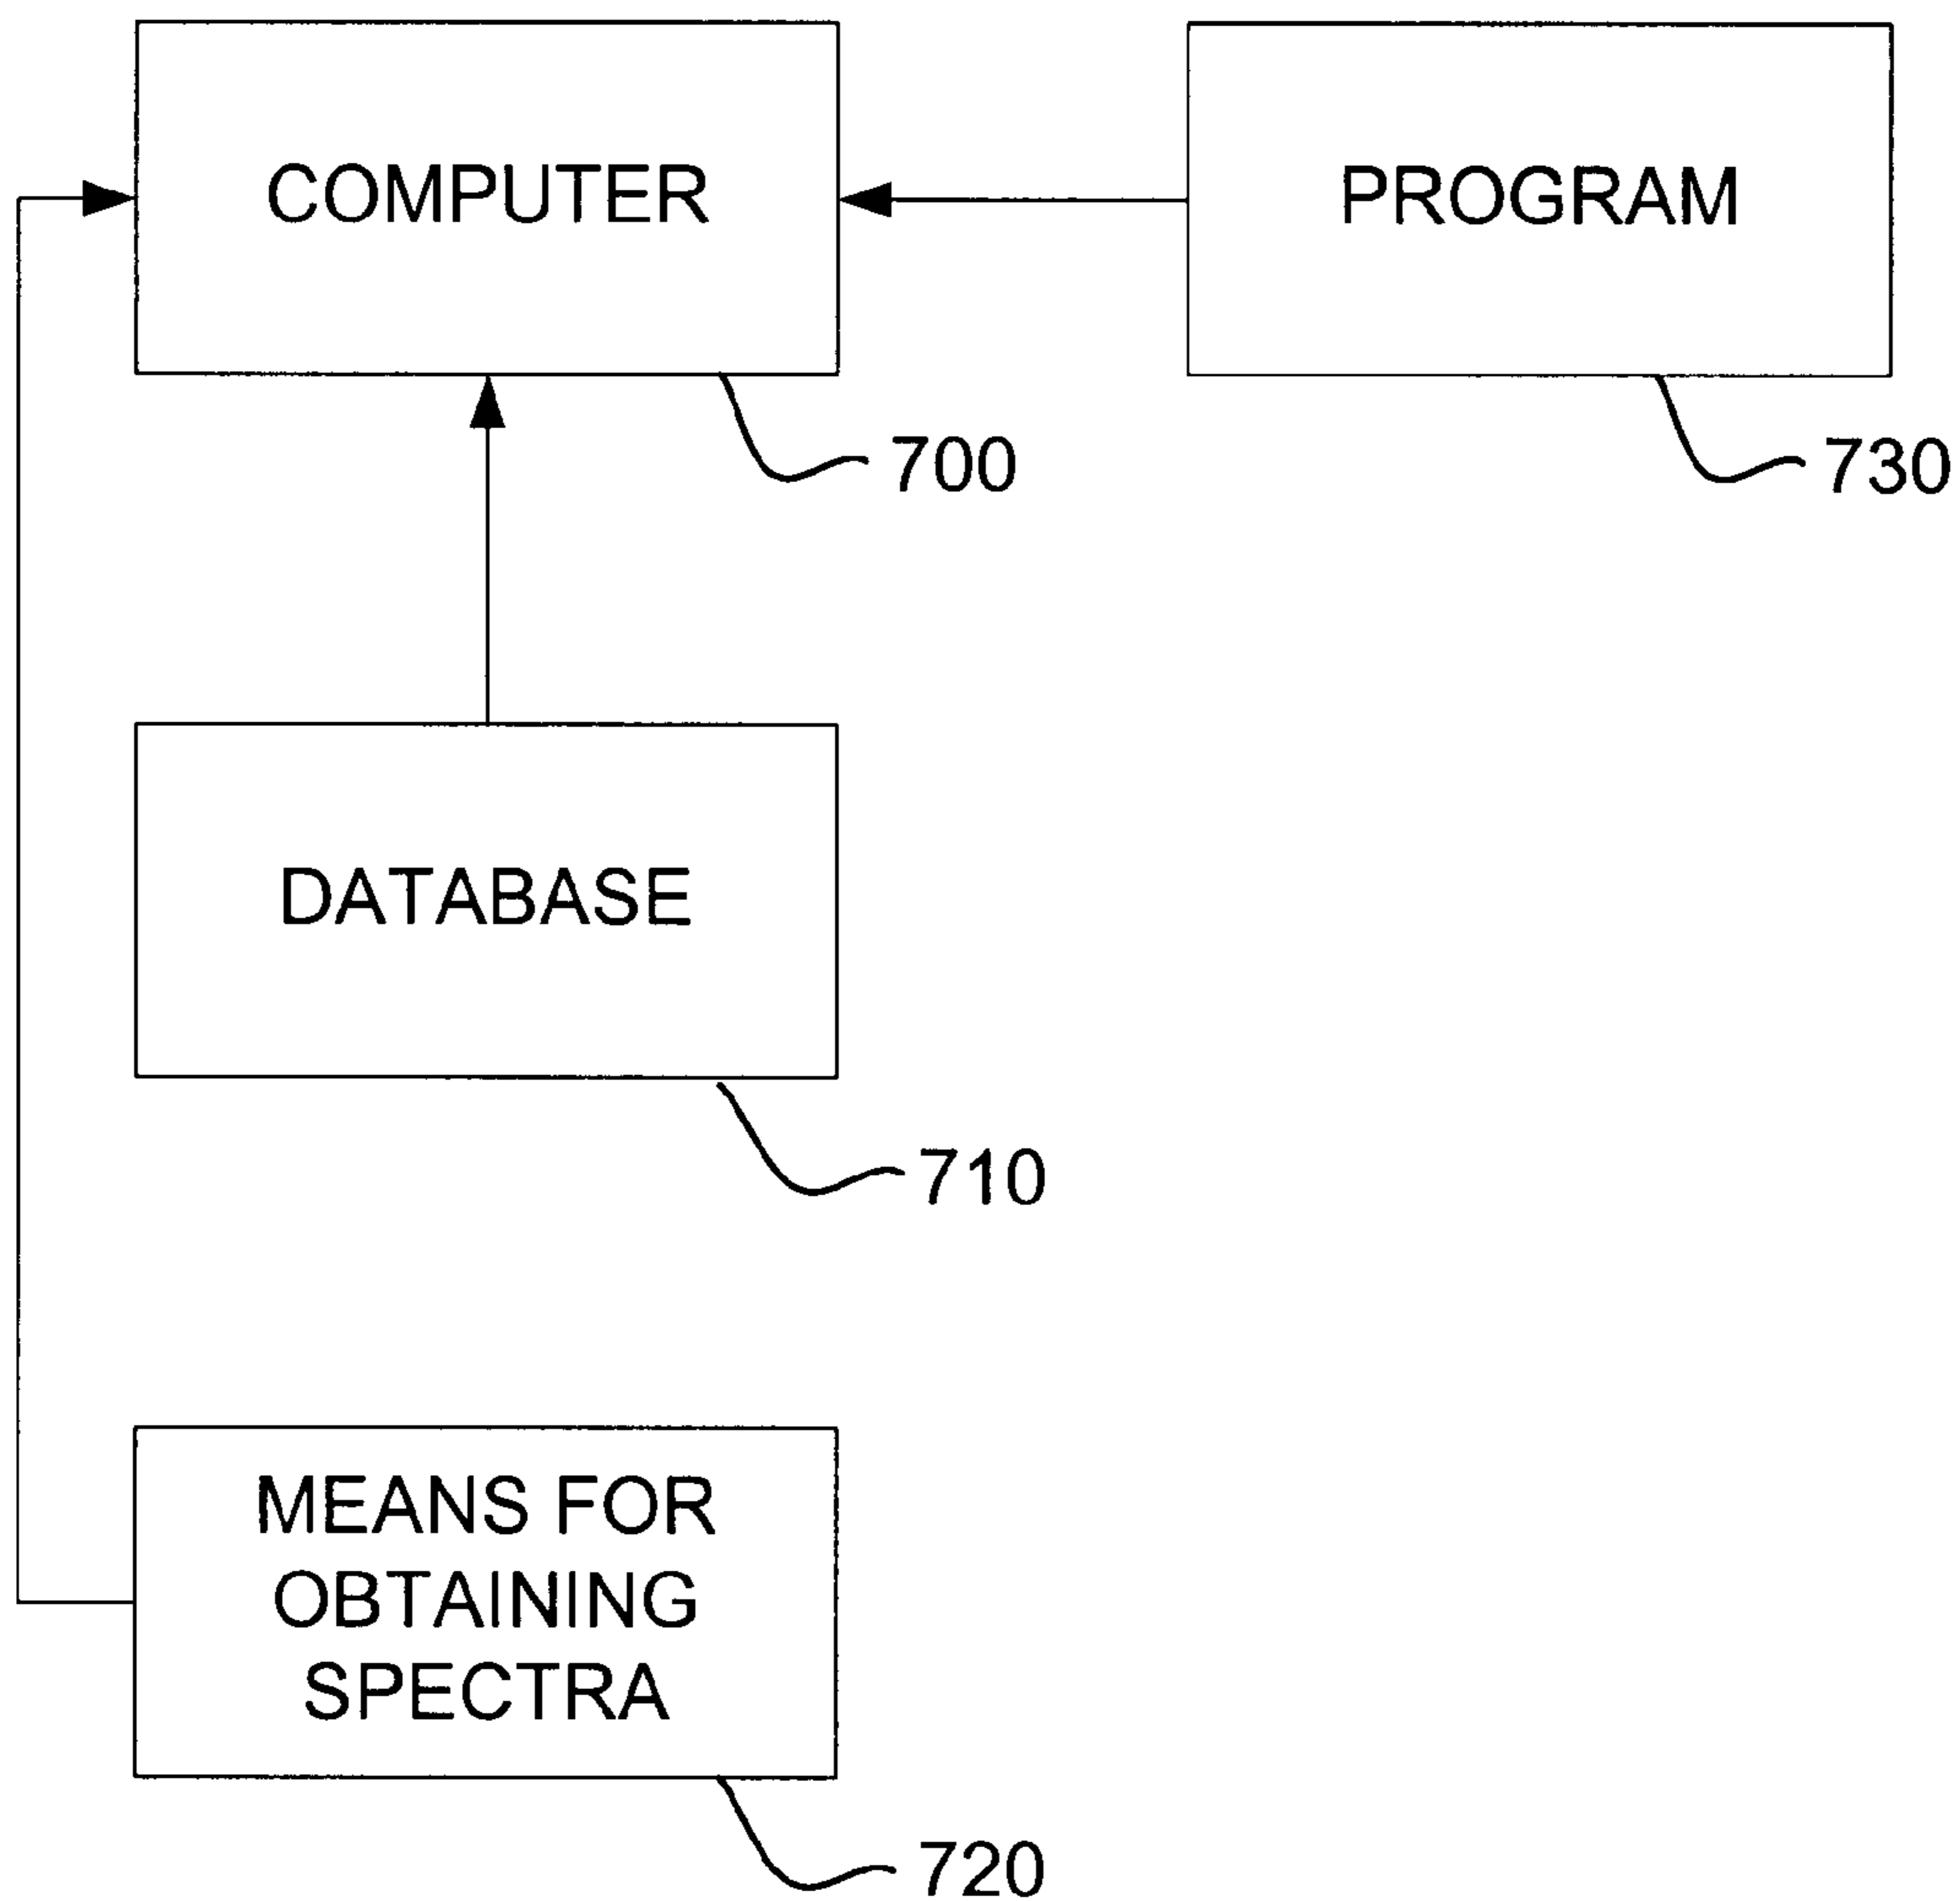 COMPUTER
PROGRAM
700
730
DATABASE
710
MEANS FOR
OBTAINING
SPECTRA
720